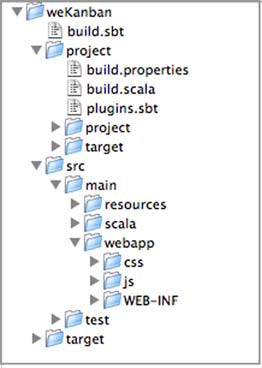 weKanban
build.sbt
project
build.properties
build.scala
plugins.sbt
project
target
src
main
resources
scala
webapp
css
js
WEB-INF
test
target